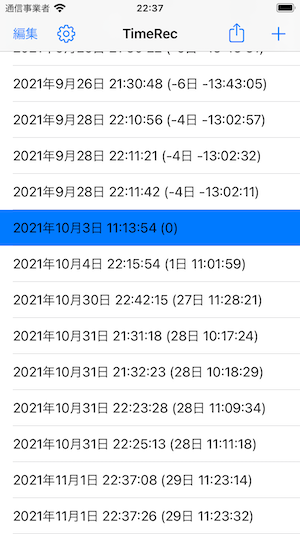 通信事業者 22:37
編集 TimeRec
2021年9月26日 21:30:48 (-6日 -13:43:05)
2021年9月28日 22:10:56 (-4日 -13:02:57)
2021年9月28日 22:11:21 (-4日 -13:02:32)
2021年9月28日 22:11:42 (-4日 -13:02:11)
2021年10月3日 11:13:54 (0)
2021年10月4日 22:15:54 (1日 11:01:59)
2021年10月30日 22:42:15 (27日 11:28:21)
2021年10月31日 21:31:18 (28日 10:17:24)
2021年10月31日 21:32:23 (28日 10:18:29)
2021年10月31日 22:23:28 (28日 11:09:34)
2021年10月31日 22:25:13 (28日 11:11:18)
2021年11月1日 22:37:08 (29日 11:23:14)
2021年11月1日 22:37:26 (29日 11:23:32)